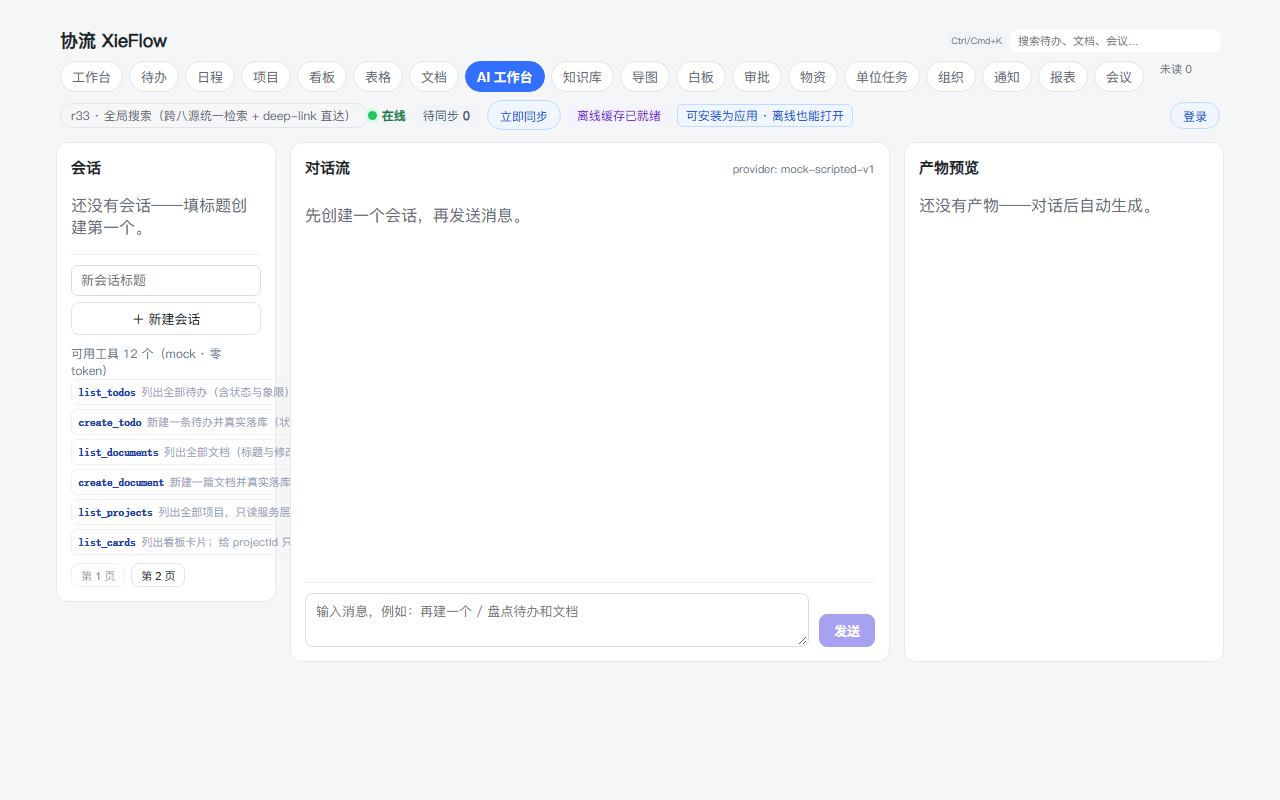 协流 XieFlow
Ctrl/Cmd+K 搜索待办、文档、会议...
工作台 待办 日程 项目 看板 表格 文档 AI 工作台 知识库 导图 白板 审批 物资 单位任务 组织 通知 报表 会议 未读 0
r33 · 全局搜索（跨八源统一检索 + deep-link 直达） 在线 待同步 0 立即同步 离线缓存已就绪 可安装为应用 · 离线也能打开 登录
会话
还没有会话——填标题创
建第一个。
新会话标题
＋ 新建会话
可用工具 12 个（mock · 零
token）
list_todos 列出全部待办（含状态与象限）
create_todo 新建一条待办并真实落库（状
list_documents 列出全部文档（标题与修改
create_document 新建一篇文档并真实落库
list_projects 列出全部项目，只读服务层
list_cards 列出看板卡片；给 projectId 只
第 1 页 第 2 页
对话流 provider: mock-scripted-v1
先创建一个会话，再发送消息。
输入消息，例如：再建一个 / 盘点待办和文档
发送
产物预览
还没有产物——对话后自动生成。